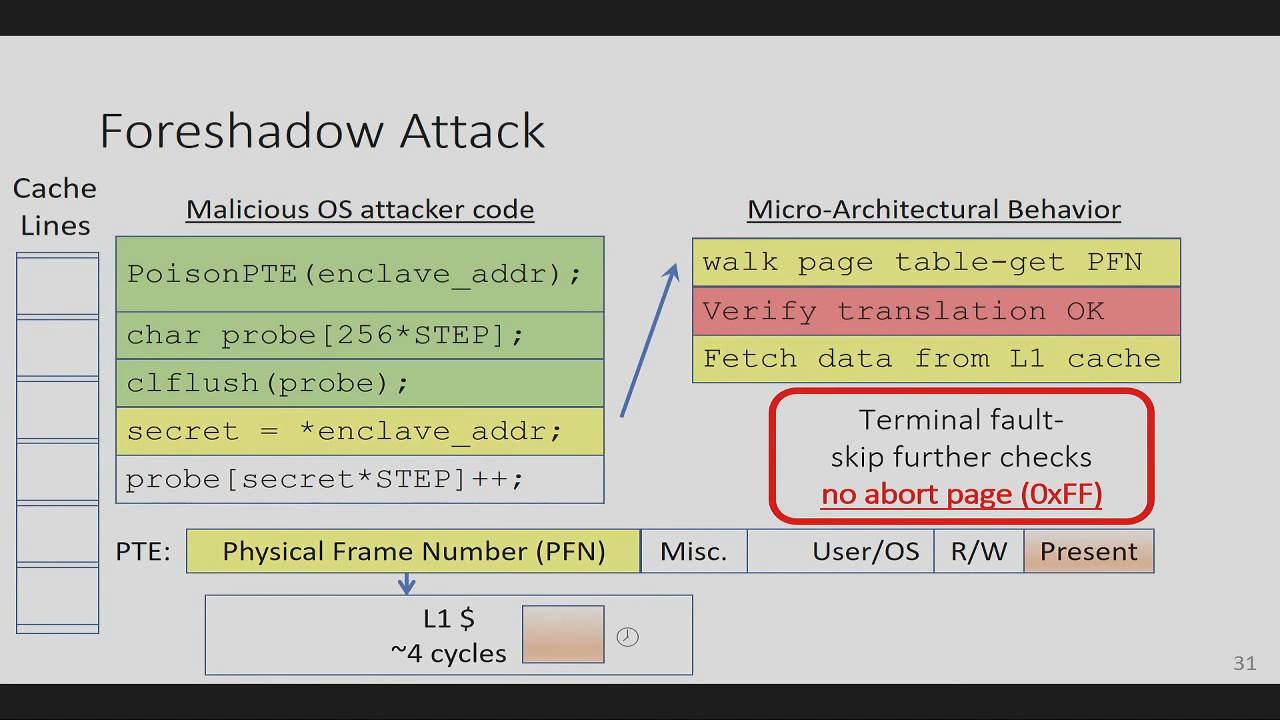 Foreshadow Attack
Cache
Lines
Malicious OS attacker code
PoisonPTE(enclave_addr);
char probe[256*STEP];
clflush(probe);
secret = *enclave_addr;
probe[secret*STEP]++;
Micro-Architectural Behavior
walk page table-get PFN
Verify translation OK
Fetch data from L1 cache
Terminal fault-
skip further checks
no abort page (0xFF)
PTE: Physical Frame Number (PFN) Misc. User/OS R/W Present
L1 $
~4 cycles
31